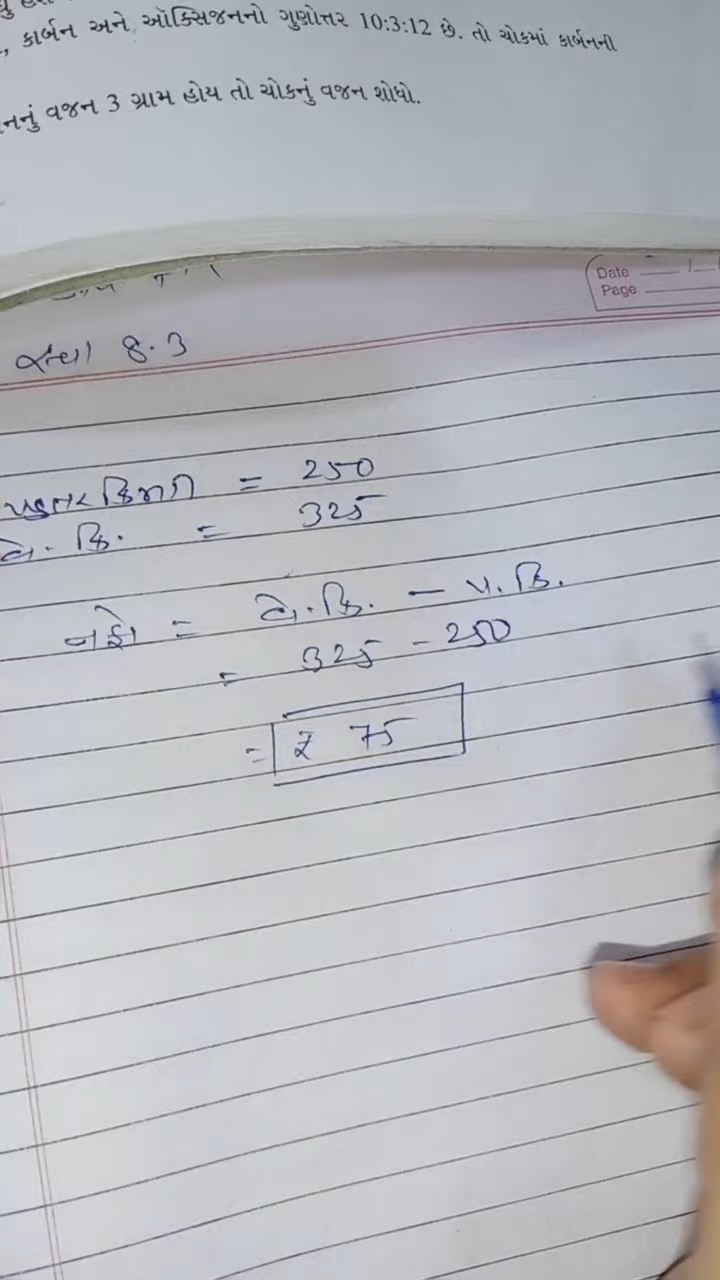 , કાર્બન અને ઑક્સિજનનો ગુણોત્તર 10:3:12 છે. તો ચોકમાં કાર્બનની
નનું વજન 3 ગ્રામ હોય તો ચોકનું વજન શોધો.
Date
Page
8.3
પડતર કિંમત = 250
વે. કિં. = 325
નફો = વે. કિં. - પ. કિં.
= 325 - 250
= ₹ 75